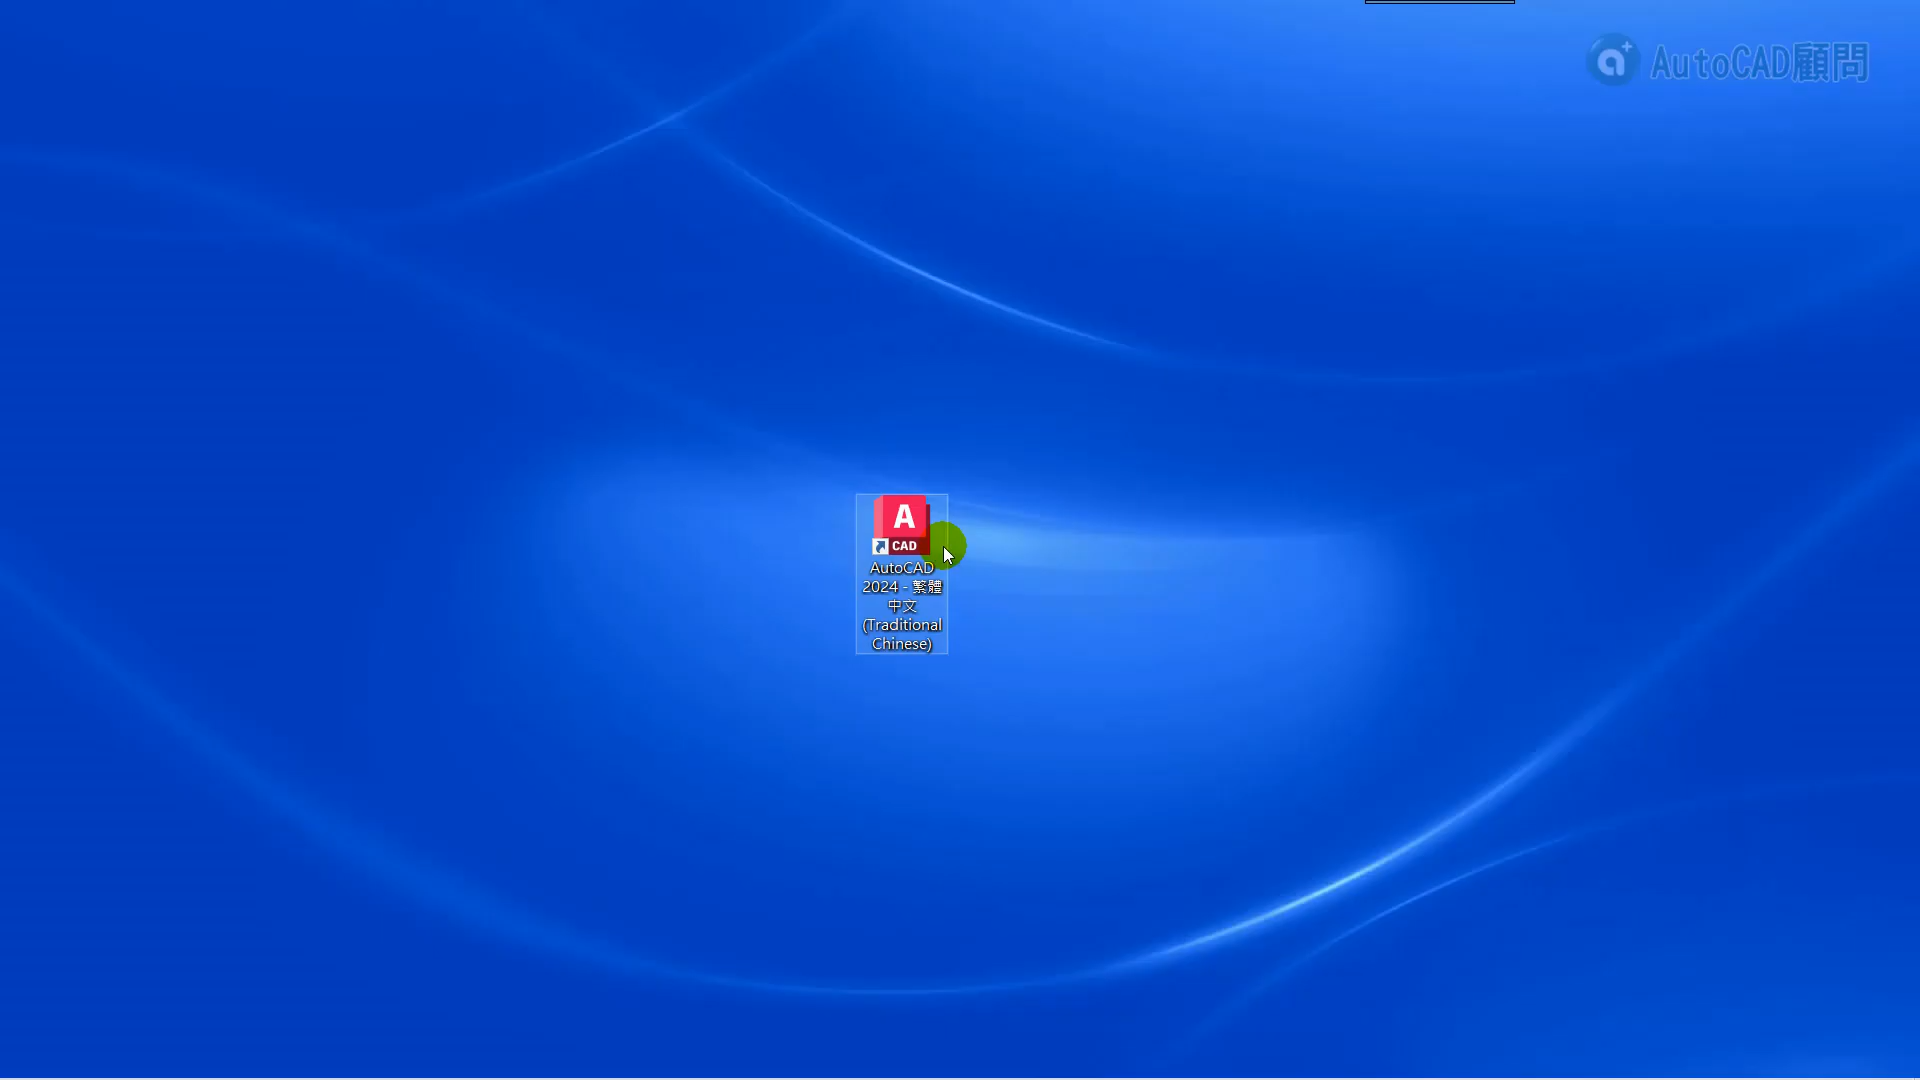 AutoCAD顧問
A
CAD
AutoCAD
2024 - 繁體
中文
(Traditional
Chinese)